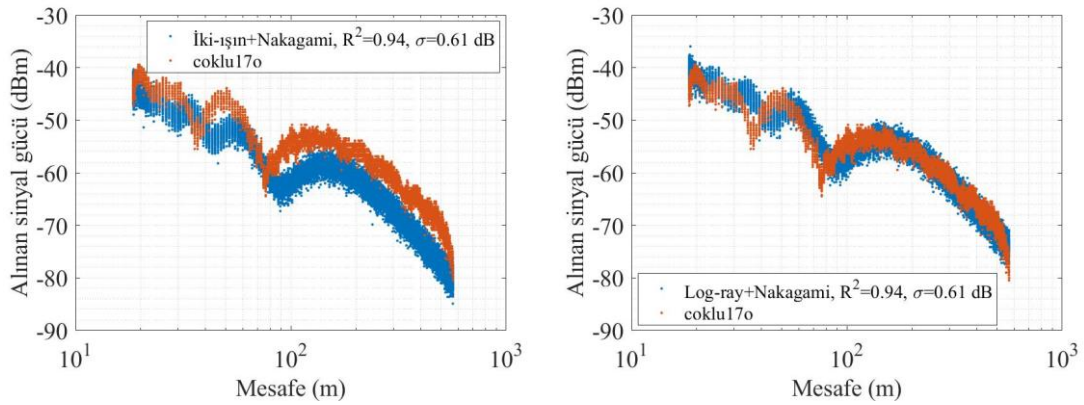 Alınan sinyal gücü (dBm)
-30
-40
-50
-60
-70
-80
-90
İki-ışın+Nakagami, R²=0.94, σ=0.61 dB
coklu17o
10¹
10²
10³
Mesafe (m)
Alınan sinyal gücü (dBm)
-30
-40
-50
-60
-70
-80
-90
Log-ray+Nakagami, R²=0.94, σ=0.61 dB
coklu17o
10¹
10²
10³
Mesafe (m)